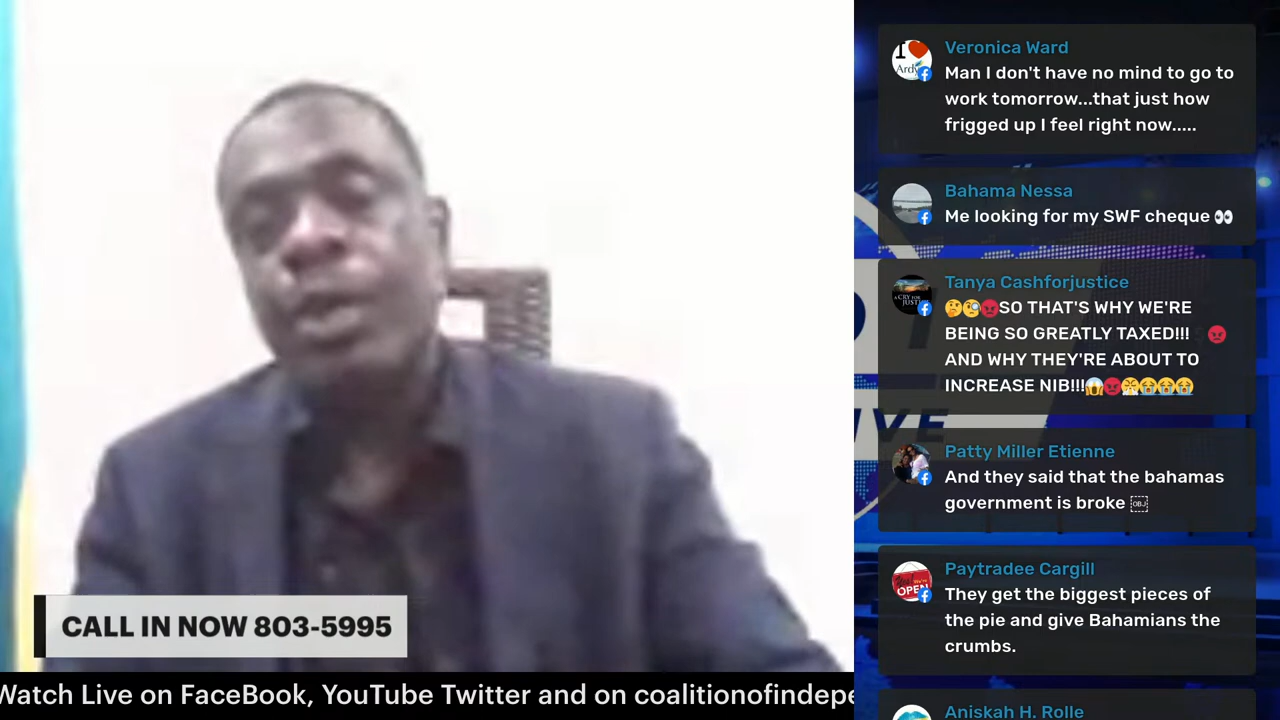 CALL IN NOW 803-5995
Watch Live on FaceBook, YouTube Twitter and on coalitionofindepe
Veronica Ward
Man I don't have no mind to go to
work tomorrow...that just how
frigged up I feel right now.....
Bahama Nessa
Me looking for my SWF cheque 👀
Tanya Cashforjustice
🤔🧐😡SO THAT'S WHY WE'RE
BEING SO GREATLY TAXED!!! 😡
AND WHY THEY'RE ABOUT TO
INCREASE NIB!!!😱😡😤😭😭😭
Patty Miller Etienne
And they said that the bahamas
government is broke ￼
Paytradee Cargill
They get the biggest pieces of
the pie and give Bahamians the
crumbs.
Aniskah H. Rolle